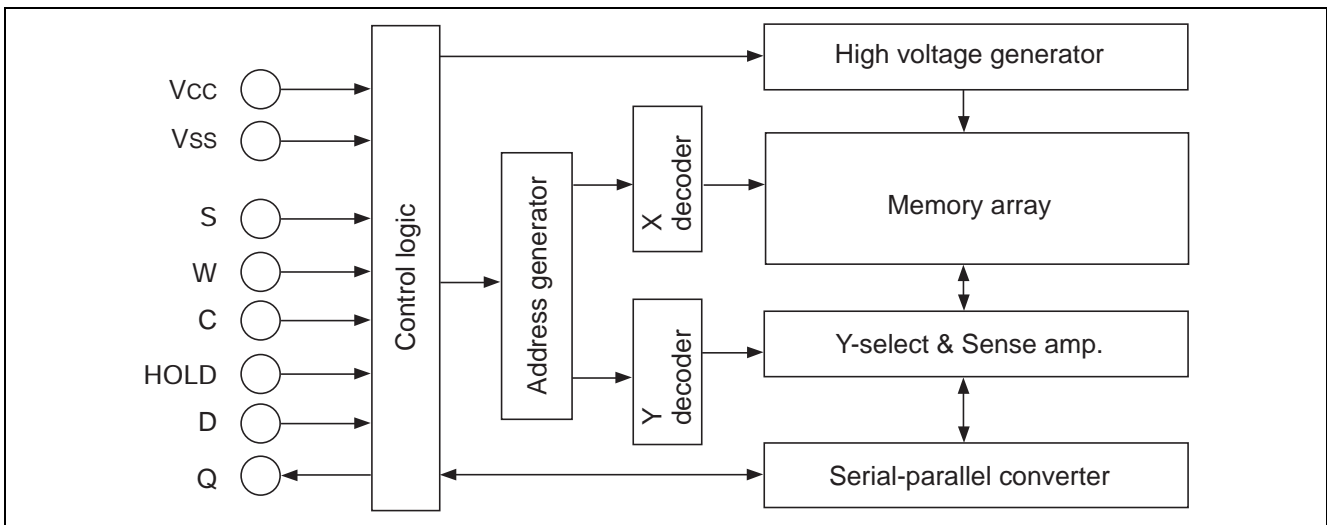 VCC
VSS
S
W
C
HOLD
D
Q
Control logic
Address generator
X
decoder
Y
decoder
High voltage generator
Memory array
Y-select & Sense amp.
Serial-parallel converter